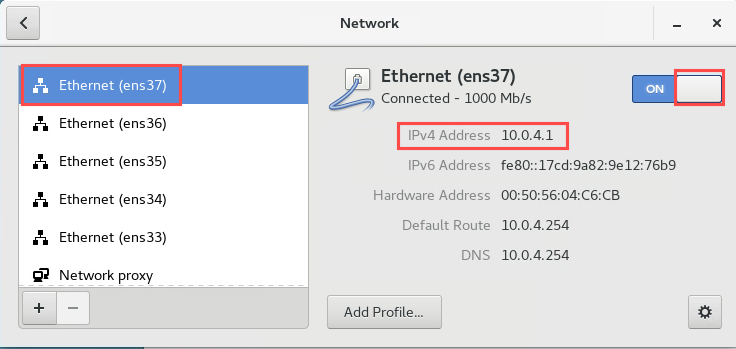 Network
Ethernet (ens37)
Ethernet (ens36)
Ethernet (ens35)
Ethernet (ens34)
Ethernet (ens33)
Network proxy
Ethernet (ens37)
Connected - 1000 Mb/s
ON
IPv4 Address 10.0.4.1
IPv6 Address fe80::17cd:9a82:9e12:76b9
Hardware Address 00:50:56:04:C6:CB
Default Route 10.0.4.254
DNS 10.0.4.254
Add Profile...